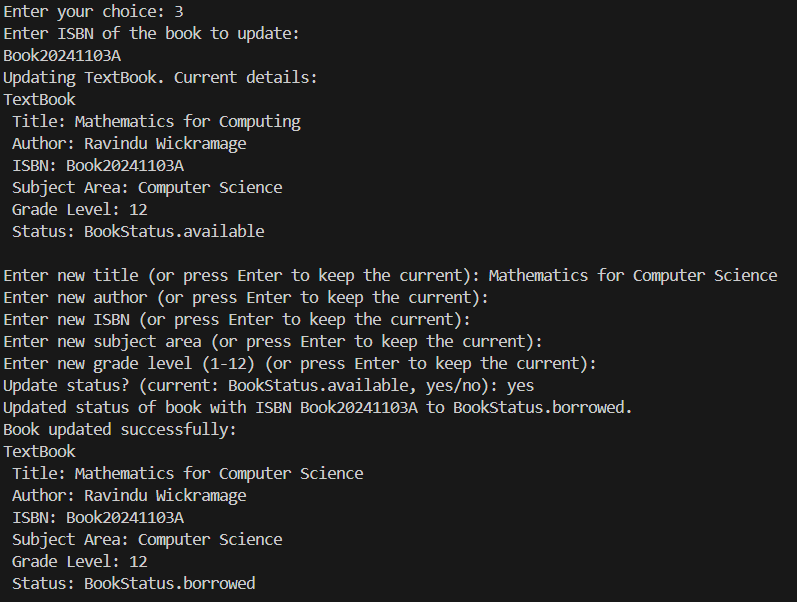 Enter your choice: 3
Enter ISBN of the book to update:
Book20241103A
Updating TextBook. Current details:
TextBook
Title: Mathematics for Computing
Author: Ravindu Wickramage
ISBN: Book20241103A
Subject Area: Computer Science
Grade Level: 12
Status: BookStatus.available
Enter new title (or press Enter to keep the current): Mathematics for Computer Science
Enter new author (or press Enter to keep the current):
Enter new ISBN (or press Enter to keep the current):
Enter new subject area (or press Enter to keep the current):
Enter new grade level (1-12) (or press Enter to keep the current):
Update status? (current: BookStatus.available, yes/no): yes
Updated status of book with ISBN Book20241103A to BookStatus.borrowed.
Book updated successfully:
TextBook
Title: Mathematics for Computer Science
Author: Ravindu Wickramage
ISBN: Book20241103A
Subject Area: Computer Science
Grade Level: 12
Status: BookStatus.borrowed